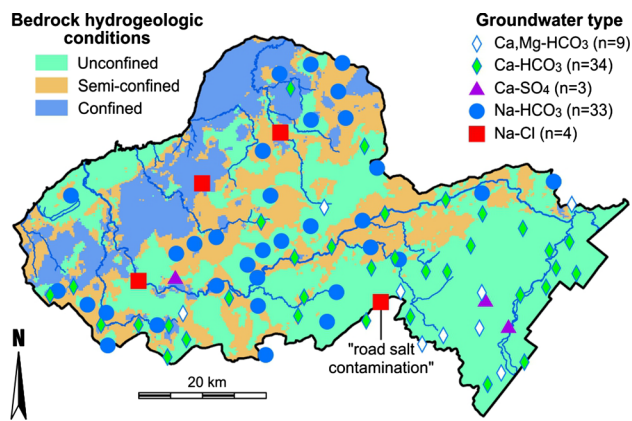 Bedrock hydrogeologic
conditions
Unconfined
Semi-confined
Confined
Groundwater type
Ca,Mg-HCO₃ (n=9)
Ca-HCO₃ (n=34)
Ca-SO₄ (n=3)
Na-HCO₃ (n=33)
Na-Cl (n=4)
"road salt
contamination"
N
20 km